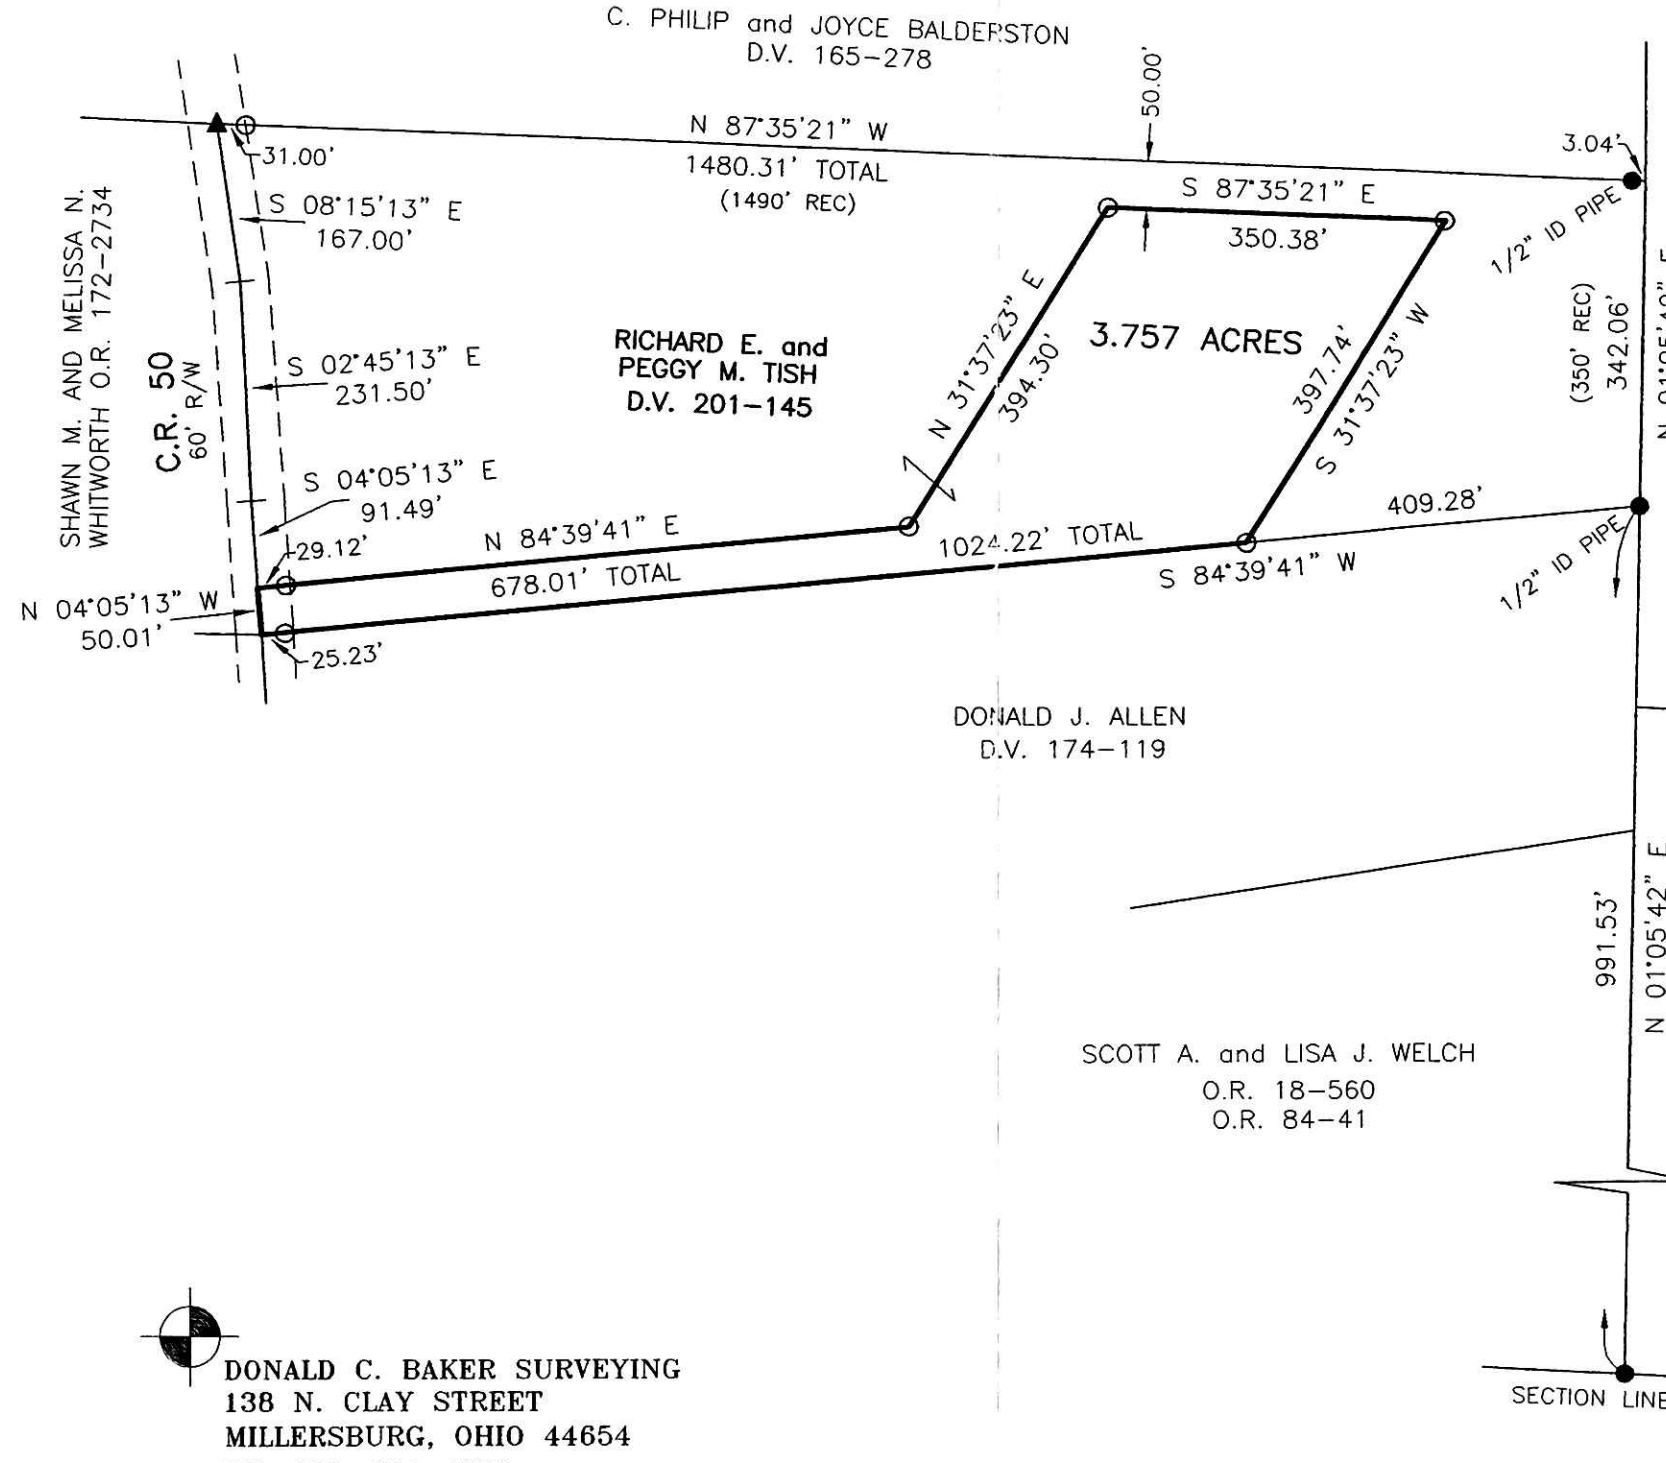 C. PHILIP and JOYCE BALDERSTON
D.V. 165-278
50.00'
N 87°35'21" W
1480.31' TOTAL
(1490' REC)
3.04'
31.00'
S 08°15'13" E
167.00'
S 87°35'21" E
350.38'
1/2" ID PIPE
SHAWN M. AND MELISSA N.
WHITWORTH O.R. 172-2734
C.R. 50
60' R/W
S 02°45'13" E
231.50'
RICHARD E. and
PEGGY M. TISH
D.V. 201-145
N 31°37'23" E
394.30'
3.757 ACRES
397.74'
S 31°37'23" W
(350' REC)
342.06'
S 04°05'13" E
91.49'
29.12'
N 84°39'41" E
678.01' TOTAL
1024.22' TOTAL
S 84°39'41" W
409.28'
1/2" ID PIPE
N 04°05'13" W
50.01'
25.23'
DONALD J. ALLEN
D.V. 174-119
991.53'
N 01°05'42" E
SCOTT A. and LISA J. WELCH
O.R. 18-560
O.R. 84-41
SECTION LINE
DONALD C. BAKER SURVEYING
138 N. CLAY STREET
MILLERSBURG, OHIO 44654